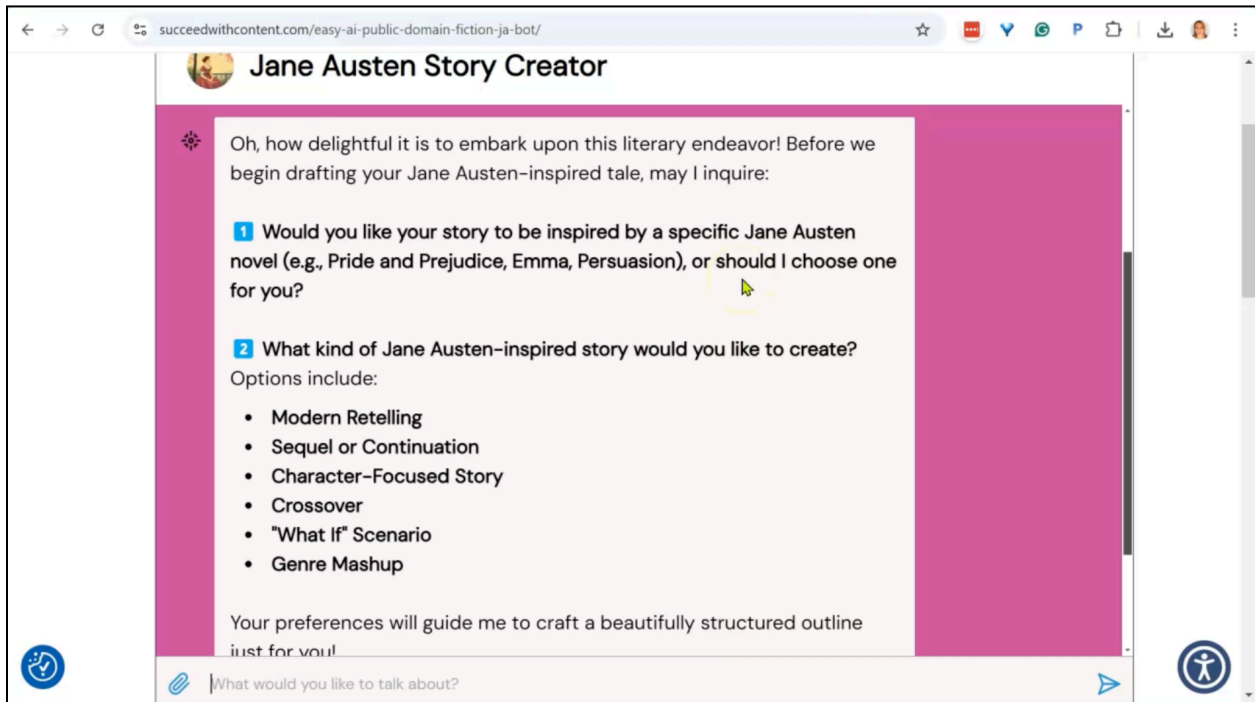 succeedwithcontent.com/easy-ai-public-domain-fiction-ja-bot/
Jane Austen Story Creator
Oh, how delightful it is to embark upon this literary endeavor! Before we
begin drafting your Jane Austen-inspired tale, may I inquire:
1 Would you like your story to be inspired by a specific Jane Austen
novel (e.g., Pride and Prejudice, Emma, Persuasion), or should I choose one
for you?
2 What kind of Jane Austen-inspired story would you like to create?
Options include:
• Modern Retelling
• Sequel or Continuation
• Character-Focused Story
• Crossover
• "What If" Scenario
• Genre Mashup
Your preferences will guide me to craft a beautifully structured outline
just for you!
What would you like to talk about?